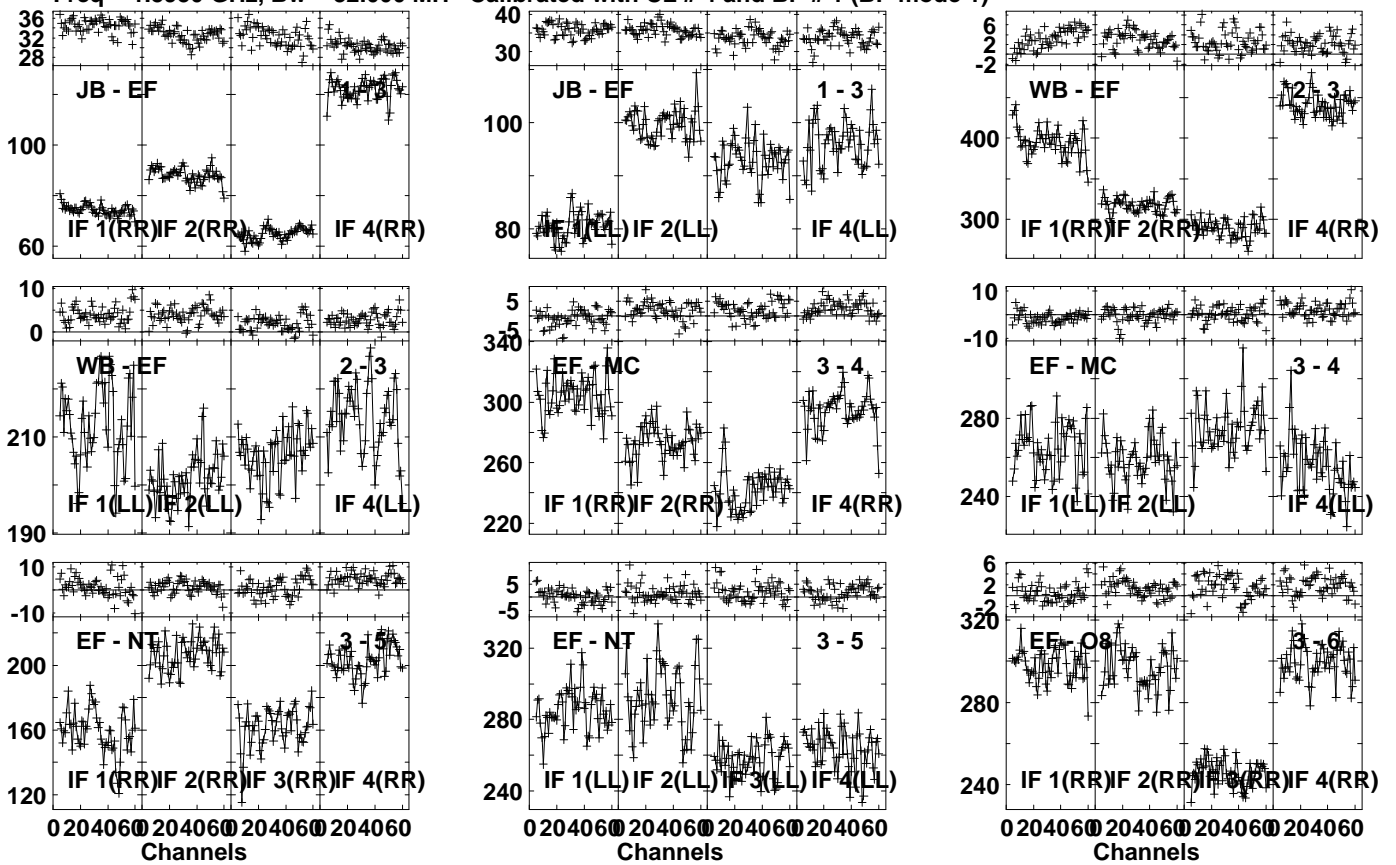 Freq = GHz, Bw = MH Calibrated with CL # and BP # (BP mode
36
32
32
28
40
30
6
2
2
-2
JB - EF 1 - 3
JB - EF 1 - 3
WB - EF 2 - 3
100
60
100
80
400
300
IF 1(RR) IF 2(RR) IF 4(RR)
IF 1(LL) IF 2(LL) IF 4(LL)
IF 1(RR) IF 2(RR) IF 4(RR)
10
0
5
-5
10
-10
WB - EF 2 - 3
EF - MC 3 - 4
EF - MC 3 - 4
210
190
340
300
260
220
280
240
IF 1(LL) IF 2(LL) IF 4(LL)
IF 1(RR) IF 2(RR) IF 4(RR)
IF 1(LL) IF 2(LL) IF 4(LL)
10
0
-10
5
-5
6
2
-2
EF - NT 3 - 5
EF - NT 3 - 5
EF - O8 3 - 6
200
160
120
320
280
240
320
280
240
IF 1(RR) IF 2(RR) IF 3(RR) IF 4(RR)
IF 1(LL) IF 2(LL) IF 3(LL) IF 4(LL)
IF 1(RR) IF 2(RR) IF 3(RR) IF 4(RR)
0 20 40 60 0 20 40 60 0 20 40 60 0 20 40 60
0 20 40 60 0 20 40 60 0 20 40 60 0 20 40 60
0 20 40 60 0 20 40 60 0 20 40 60 0 20 40 60
Channels
Channels
Channels